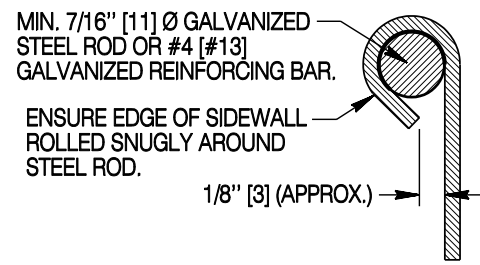 MIN. 7/16'' [11] Ø GALVANIZED
STEEL ROD OR #4 [#13]
GALVANIZED REINFORCING BAR.
ENSURE EDGE OF SIDEWALL
ROLLED SNUGLY AROUND
STEEL ROD.
1/8'' [3] (APPROX.)